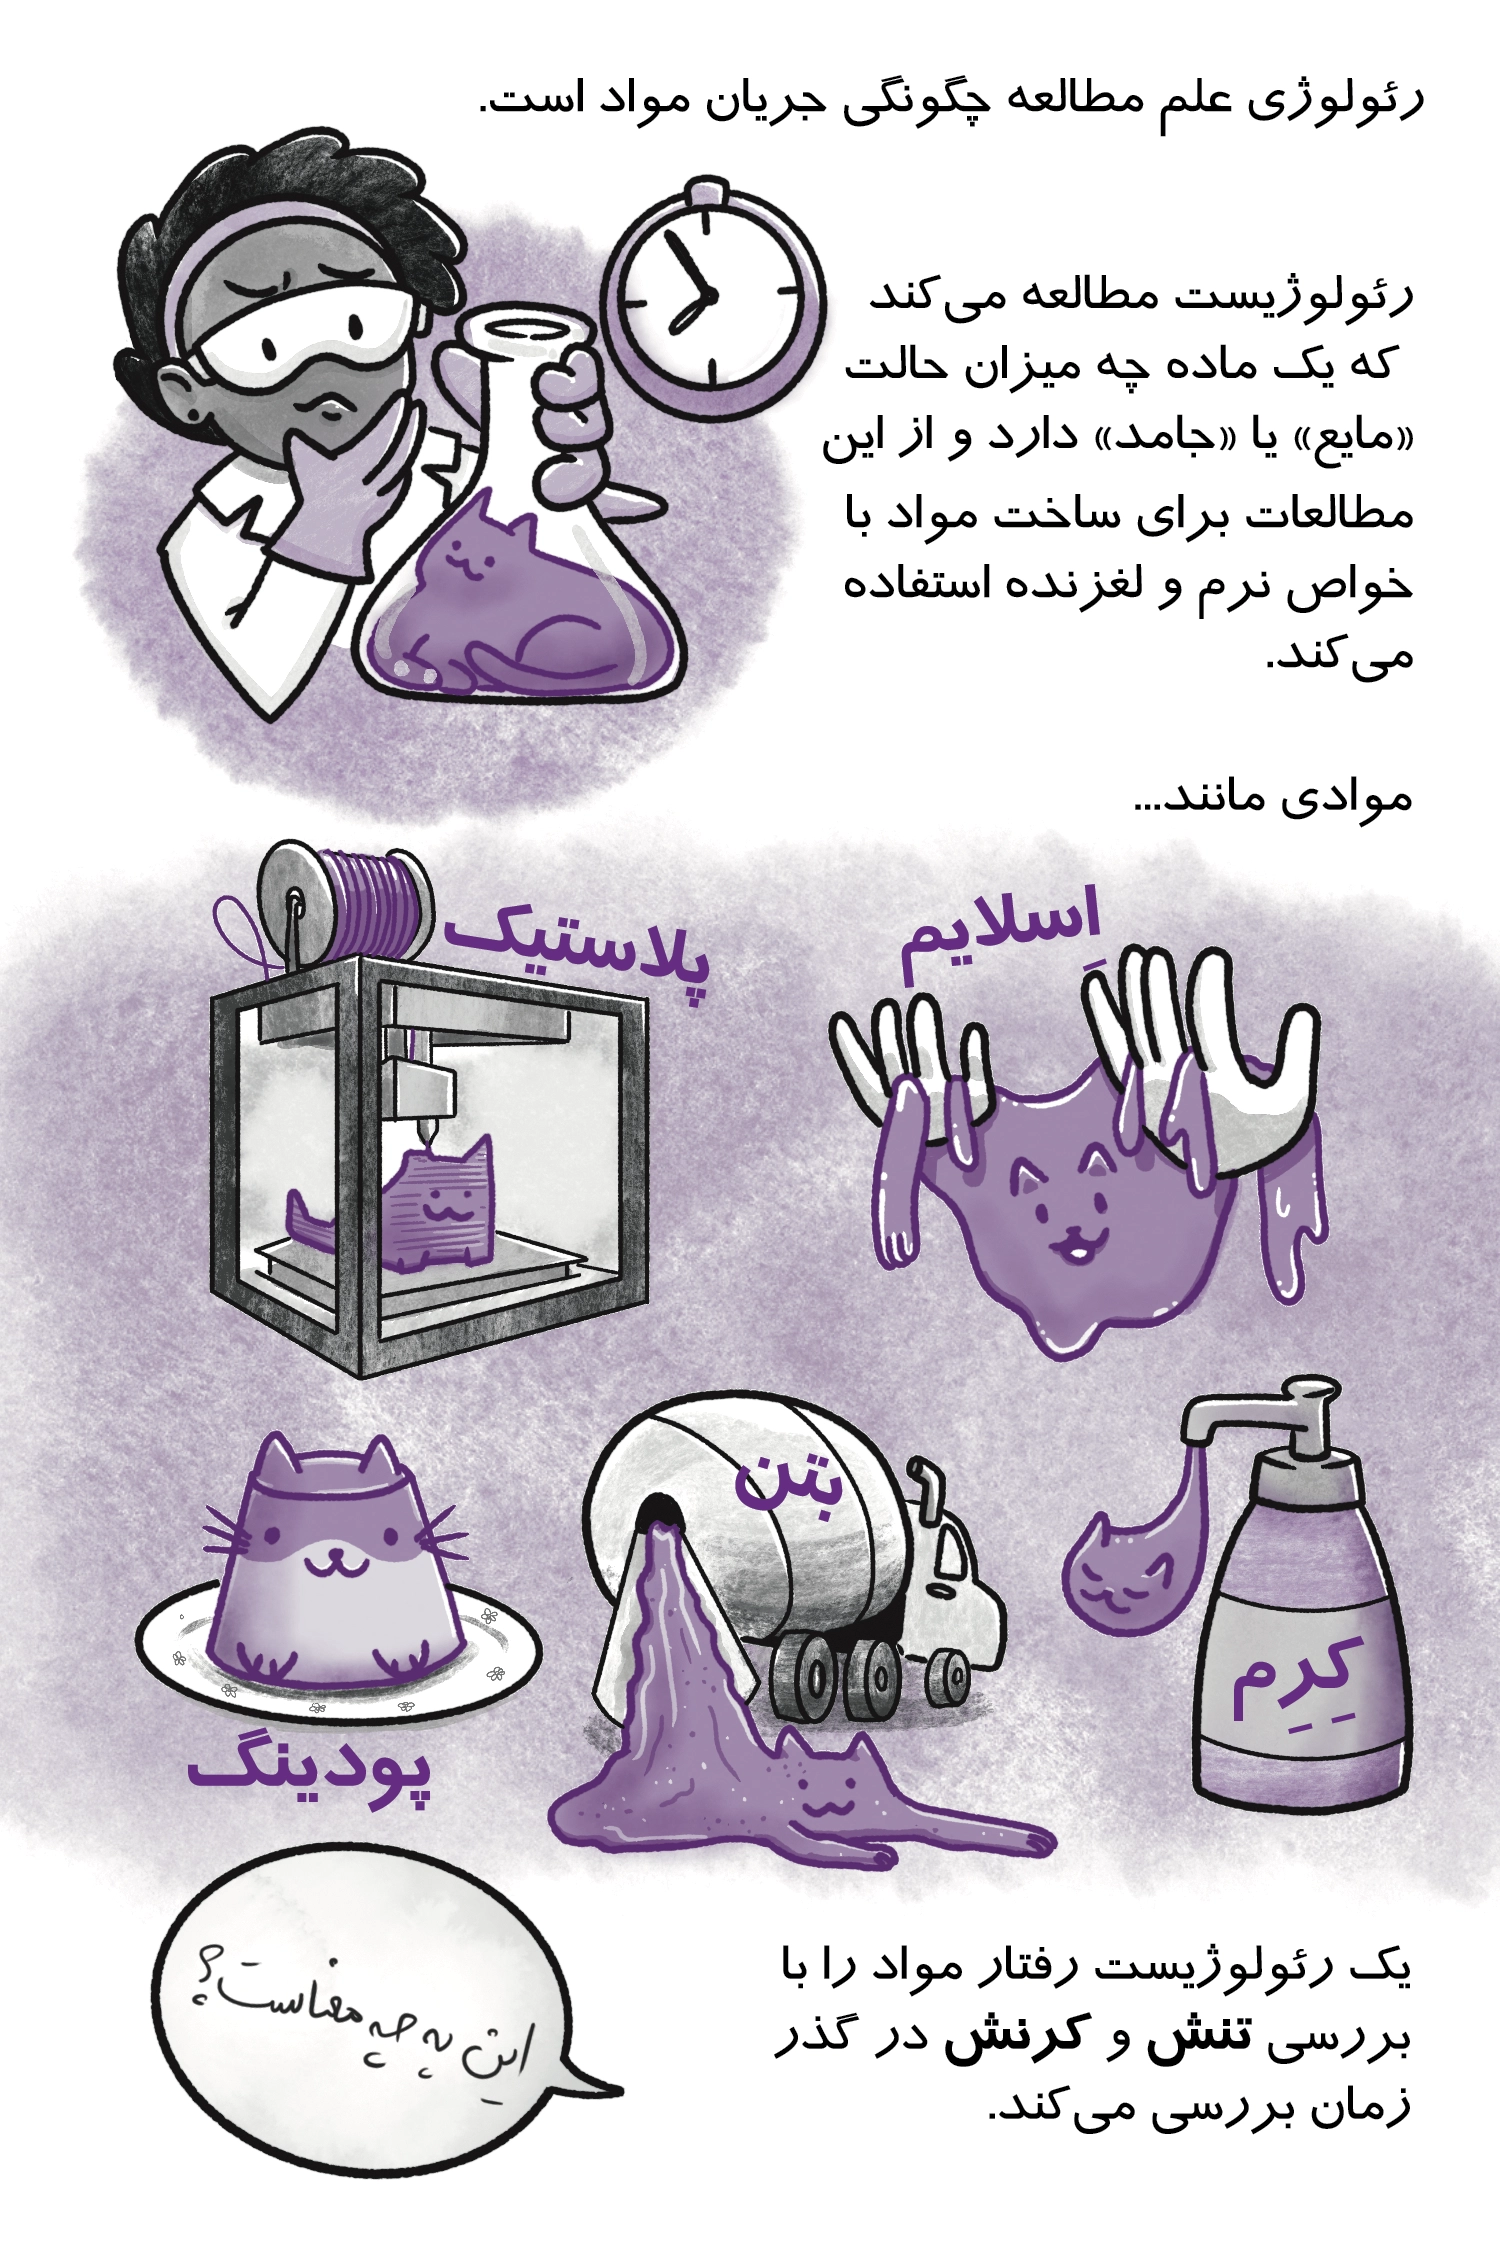 رئولوژی علم مطالعه چگونگی جریان مواد است.
رئولوژیست مطالعه می‌کند
که یک ماده چه میزان حالت
«مایع» یا «جامد» دارد و از این
مطالعات برای ساخت مواد با
خواص نرم و لغزنده استفاده
می‌کند.
موادی مانند...
اَسلایم
پلاستیک
بتن
کِرِم
پودینگ
یک رئولوژیست رفتار مواد را با
بررسی تنش و کرنش در گذر
زمان بررسی می‌کند.
این به چه معناست؟